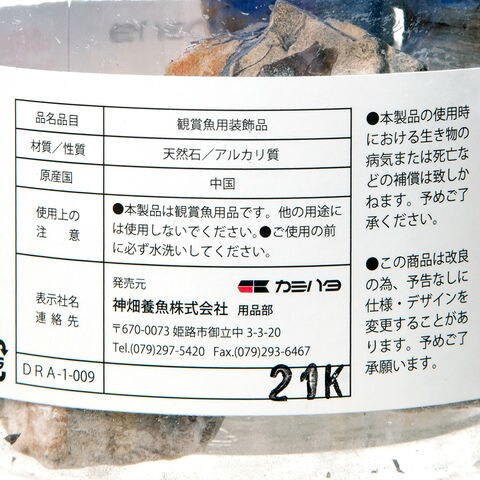 品名品目 観賞魚用装飾品
材質／性質 天然石／アルカリ質
原産国 中国
使用上の
注 意
●本製品は観賞魚用品です。他の用途に
は使用しないでください。●ご使用の前
に必ず水洗いしてください。
表示社名
連絡先
発売元 カミハタ
神畑養魚株式会社 用品部
〒670-0073 姫路市御立中 3-3-20
Tel.(079)297-5420 Fax.(079)293-6467
DRA-1-009
21K
●本製品の使用時
における生き物の
病気または死亡な
どの補償は致しか
ねます。予めご了
承ください。
●この商品は改良
の為、予告なしに
仕様・デザインを
変更することがあ
ります。予めご了
承願います。